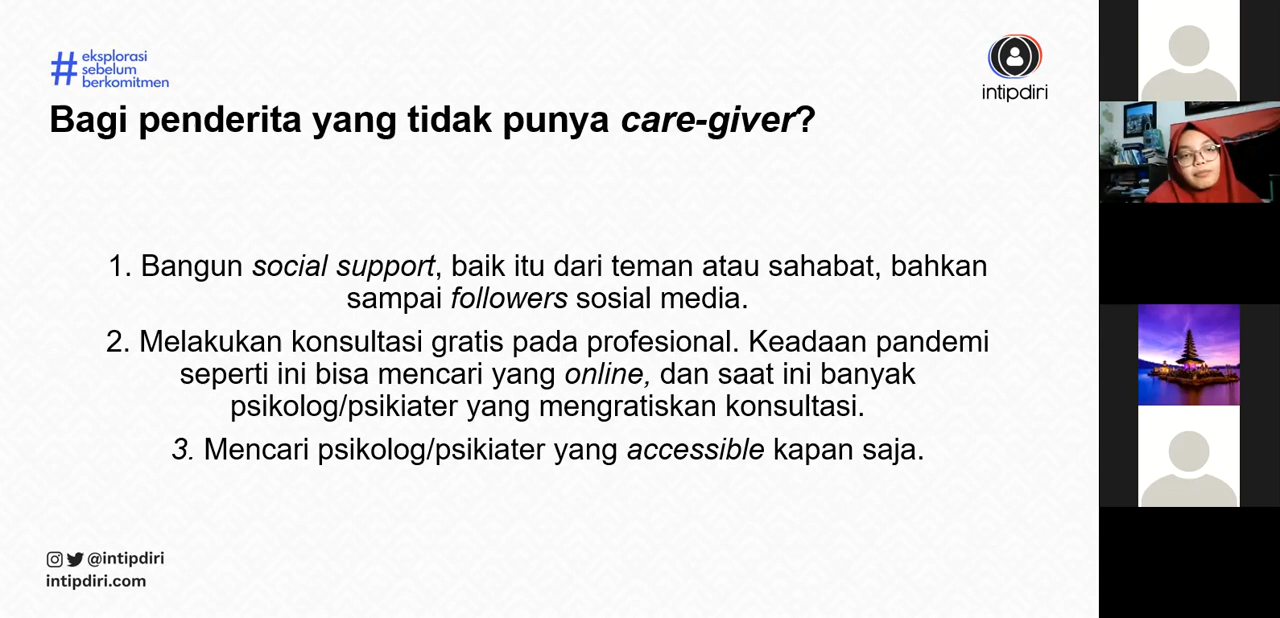 # eksplorasi
sebelum
berkomitmen
intipdiri
Bagi penderita yang tidak punya care-giver?
1. Bangun social support, baik itu dari teman atau sahabat, bahkan
sampai followers sosial media.
2. Melakukan konsultasi gratis pada profesional. Keadaan pandemi
seperti ini bisa mencari yang online, dan saat ini banyak
psikolog/psikiater yang mengratiskan konsultasi.
3. Mencari psikolog/psikiater yang accessible kapan saja.
@intipdiri
intipdiri.com